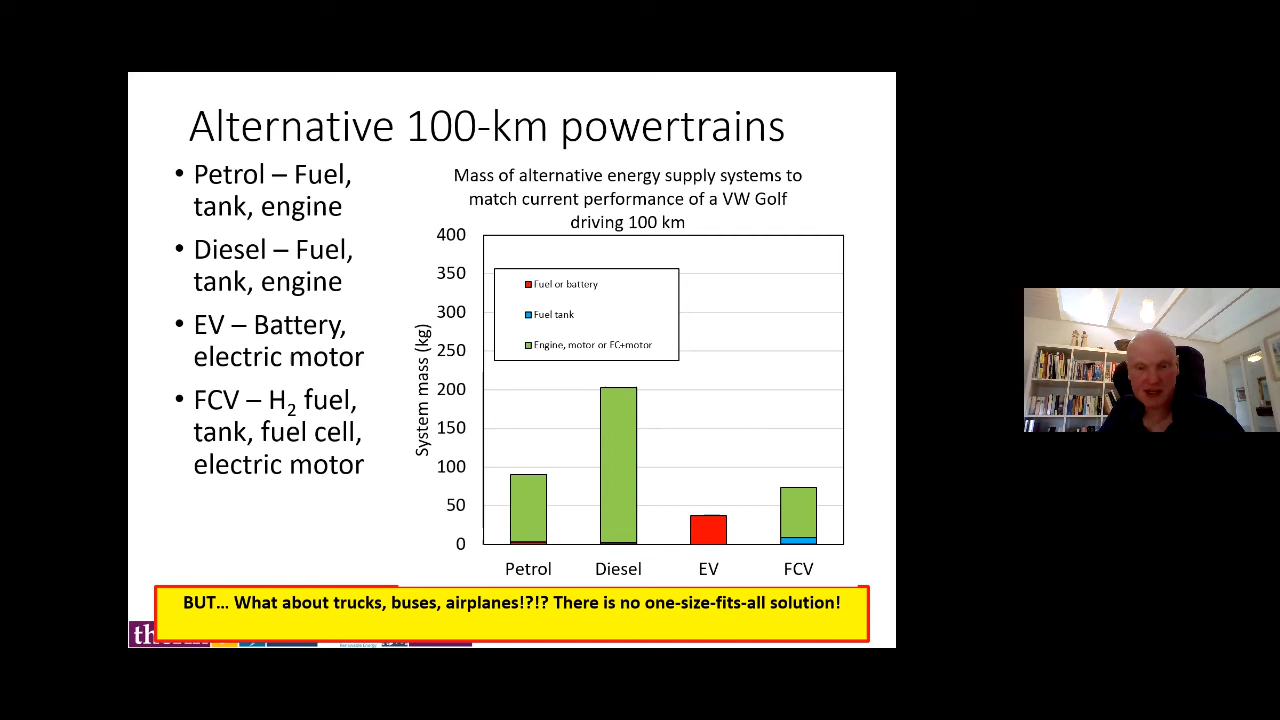 Alternative 100-km powertrains
• Petrol – Fuel,
tank, engine
• Diesel – Fuel,
tank, engine
• EV – Battery,
electric motor
• FCV – H₂ fuel,
tank, fuel cell,
electric motor
Mass of alternative energy supply systems to
match current performance of a VW Golf
driving 100 km
System mass (kg)
400
350
300
250
200
150
100
50
0
Fuel or battery
Fuel tank
Engine, motor or FC+motor
Petrol Diesel EV FCV
BUT... What about trucks, buses, airplanes!?!? There is no one-size-fits-all solution!
Renewable Energy